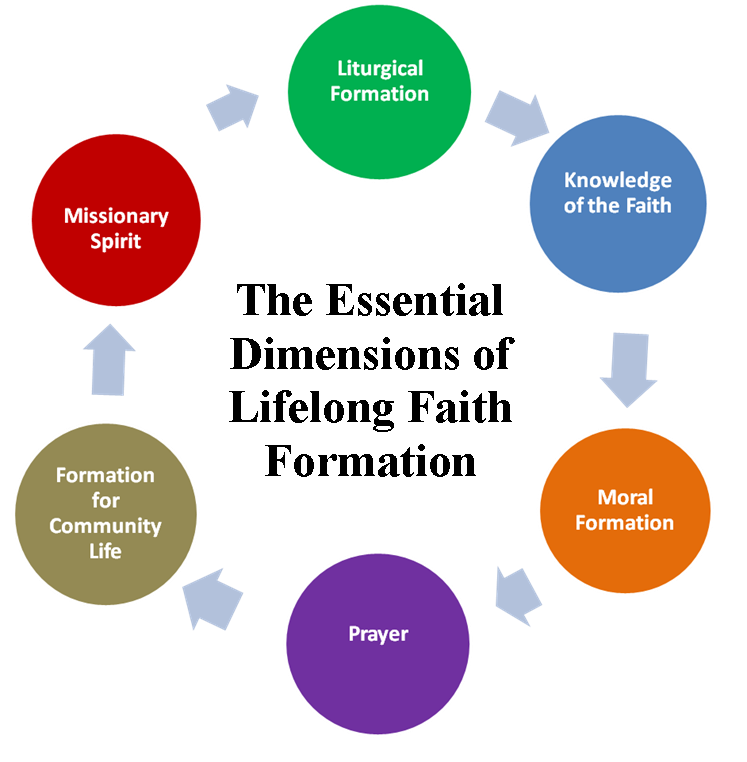 Liturgical
Formation
Knowledge
of the Faith
Missionary
Spirit
The Essential
Dimensions of
Lifelong Faith
Formation
Formation
for
Community
Life
Moral
Formation
Prayer